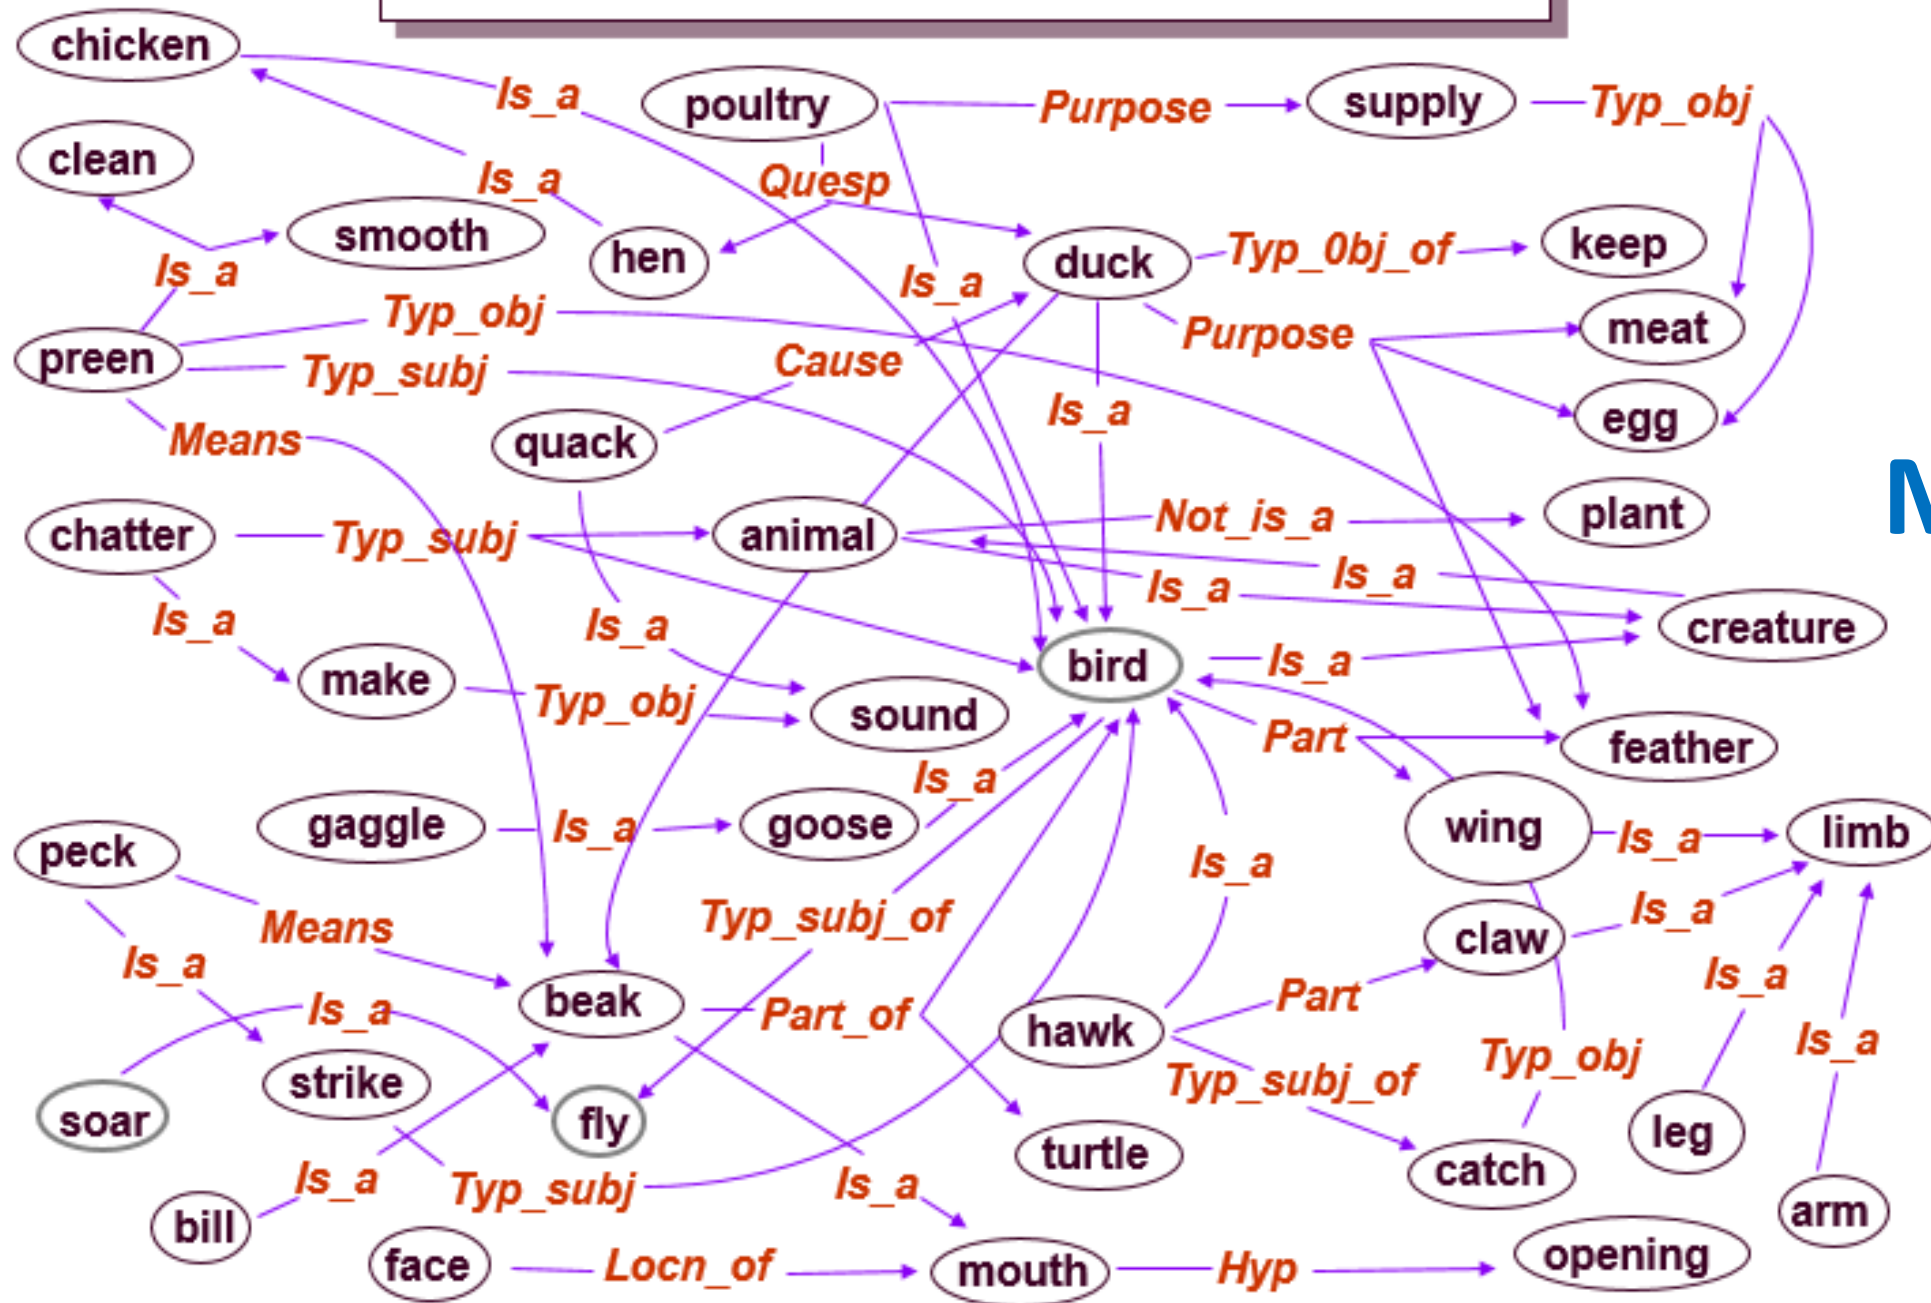 chicken
Is_a
poultry
Purpose
supply
Typ_obj
clean
Is_a
Quesp
smooth
hen
duck
Typ_0bj_of
keep
Is_a
Is_a
Typ_obj
Purpose
meat
preen
Typ_subj
Cause
Is_a
egg
Means
quack
M
chatter
Typ_subj
animal
Not_is_a
plant
Is_a
Is_a
Is_a
Is_a
creature
make
Typ_obj
sound
bird
Is_a
Part
feather
gaggle
Is_a
goose
Is_a
wing
Is_a
limb
peck
Means
Typ_subj_of
Is_a
claw
Is_a
Is_a
Is_a
beak
Part_of
hawk
Part
Is_a
soar
strike
fly
Typ_subj_of
Typ_obj
Is_a
turtle
catch
leg
bill
Is_a
Typ_subj
Is_a
arm
face
Locn_of
mouth
Hyp
opening